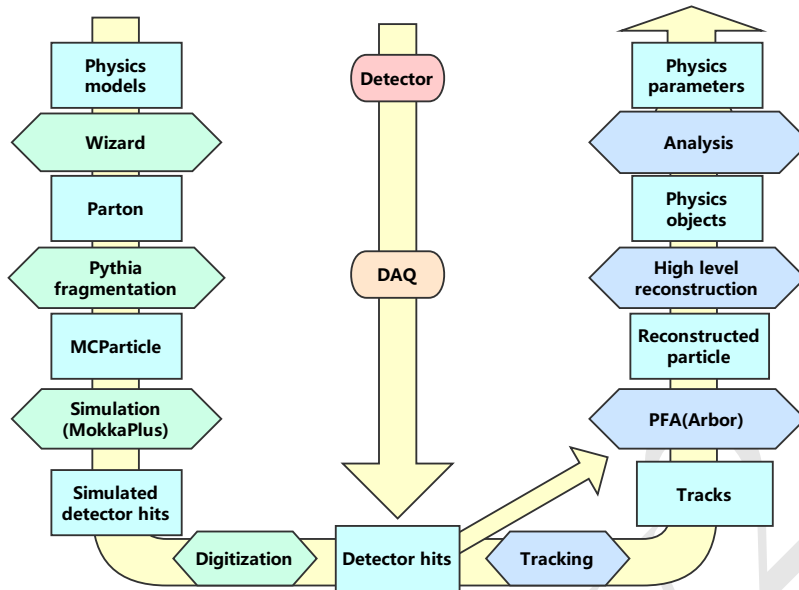 Physics
models
Wizard
Parton
Pythia
fragmentation
MCParticle
Simulation
(MokkaPlus)
Simulated
detector hits
Digitization
Detector
DAQ
Detector hits
Tracking
Tracks
PFA(Arbor)
Reconstructed
particle
High level
reconstruction
Physics
objects
Analysis
Physics
parameters